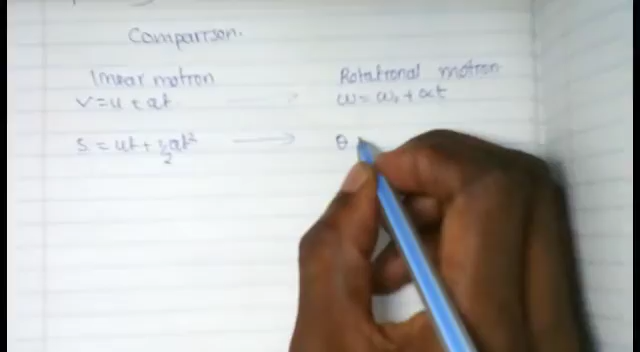 Comparison.
linear motion Rotational motion
v = u + at ω = ω₀ + αt
S = ut + ½at² → θ